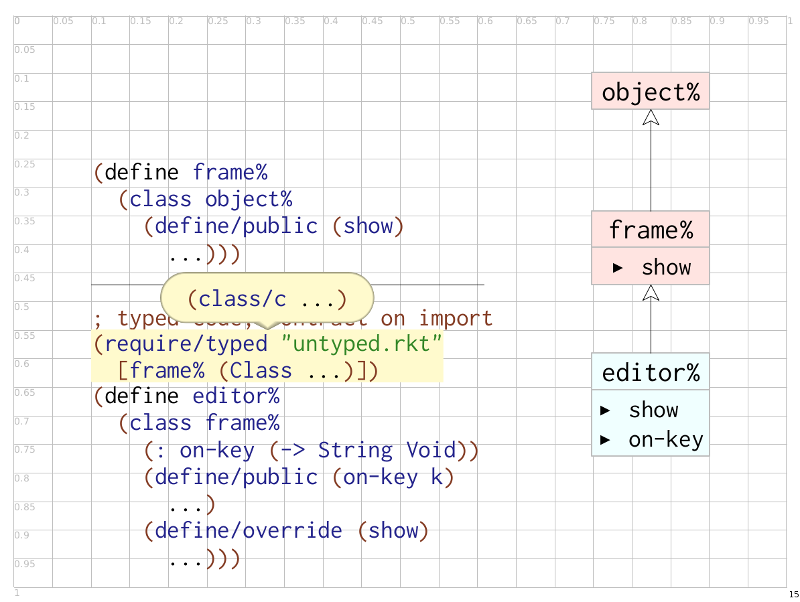 0 0.05 0.1 0.15 0.2 0.25 0.3 0.35 0.4 0.45 0.5 0.55 0.6 0.65 0.7 0.75 0.8 0.85 0.9 0.95 1
0.05
0.1
0.15
0.2
0.25
0.3
0.35
0.4
0.45
0.5
0.55
0.6
0.65
0.7
0.75
0.8
0.85
0.9
0.95
1
(define frame%
(class object%
(define/public (show)
...)))
(class/c ...)
; typed code, contract on import
(require/typed "untyped.rkt"
[frame% (Class ...)])
(define editor%
(class frame%
(: on-key (-> String Void))
(define/public (on-key k)
...)
(define/override (show)
...)))
object%
frame%
▸ show
editor%
▸ show
▸ on-key
15